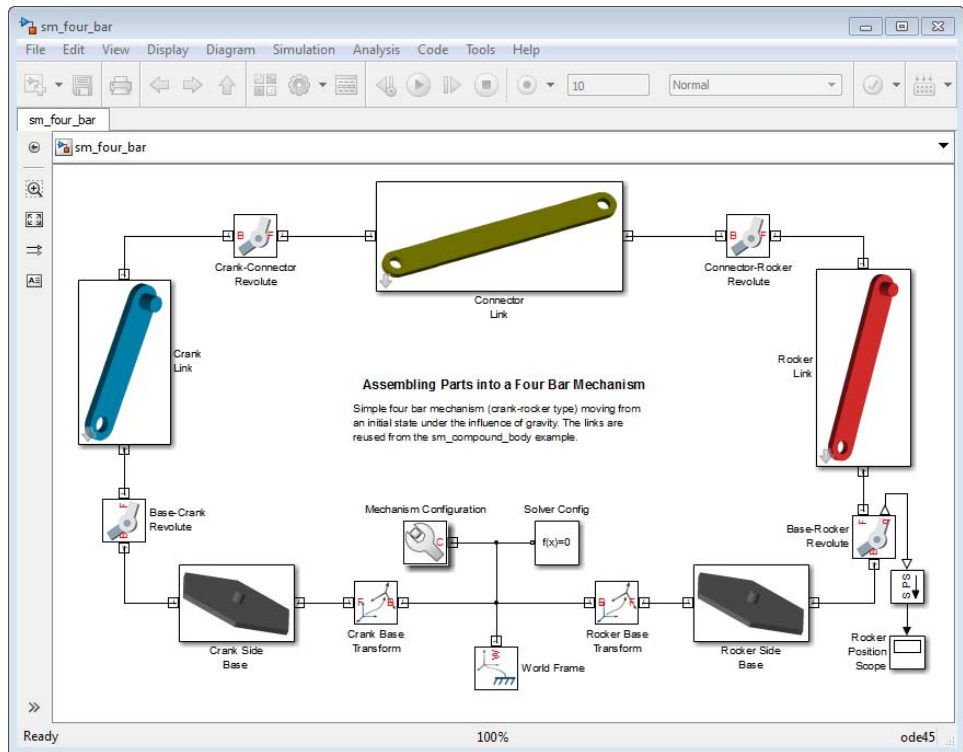 sm_four_bar
File Edit View Display Diagram Simulation Analysis Code Tools Help
10 Normal
sm_four_bar
sm_four_bar
B F
Crank-Connector
Revolute
Connector
Link
B F
Connector-Rocker
Revolute
Crank
Link
Rocker
Link
Assembling Parts into a Four Bar Mechanism
Simple four bar mechanism (crank-rocker type) moving from
an initial state under the influence of gravity. The links are
reused from the sm_compound_body example.
F
B
Base-Crank
Revolute
Mechanism Configuration
C
Solver Config
f(x)=0
F q
B
Base-Rocker
Revolute
Crank Side
Base
F B
Crank Base
Transform
W
World Frame
B F
Rocker Base
Transform
Rocker Side
Base
S PS
Rocker
Position
Scope
Ready 100% ode45